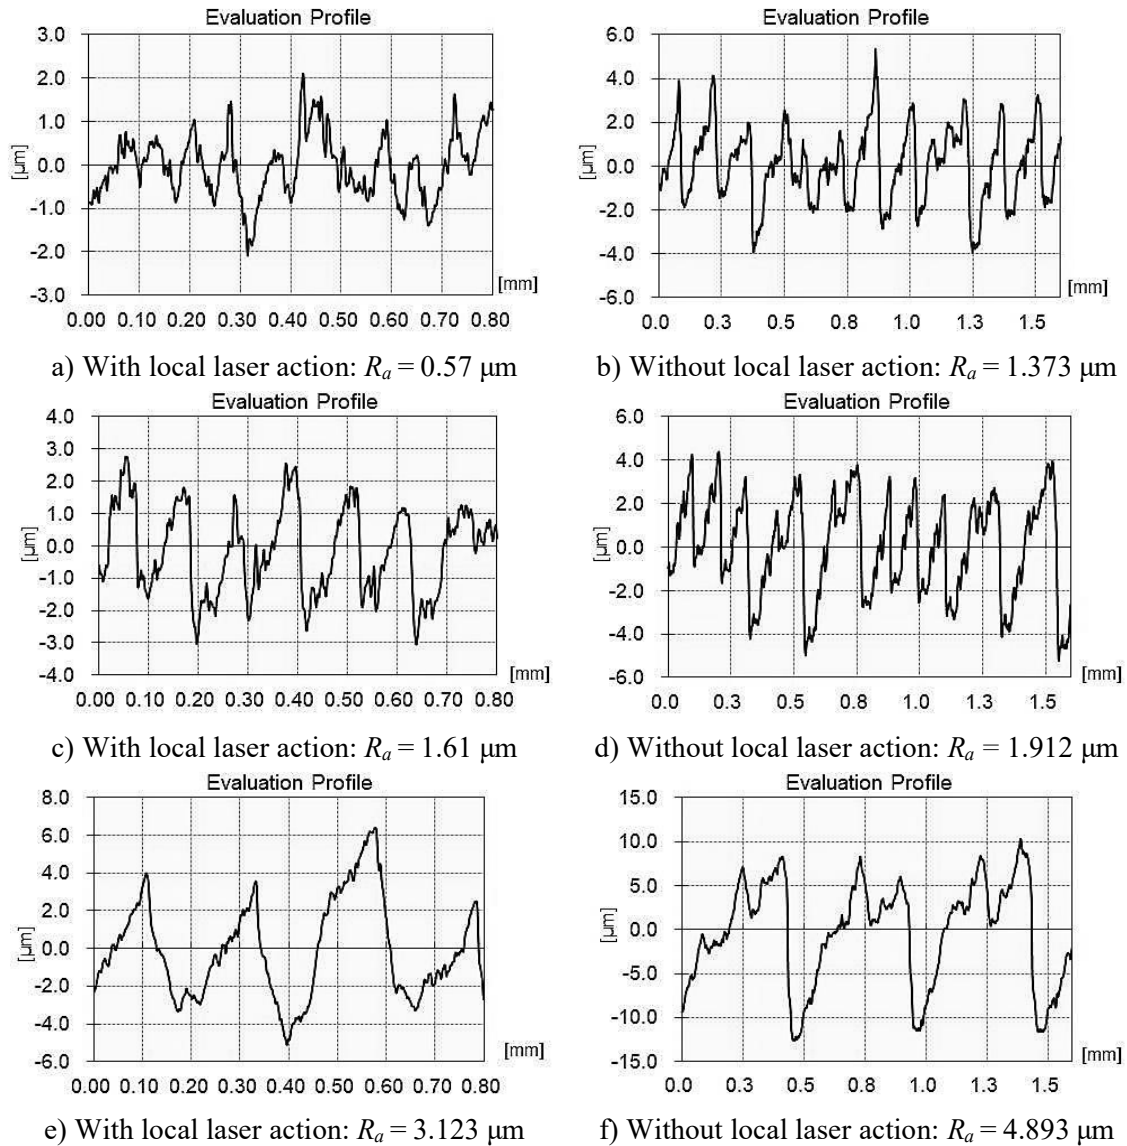 Evaluation Profile
3.0
2.0
1.0
0.0
-1.0
-2.0
-3.0
[µm]
[mm]
0.00 0.10 0.20 0.30 0.40 0.50 0.60 0.70 0.80
a) With local laser action: Rₐ = 0.57 µm
Evaluation Profile
6.0
4.0
2.0
0.0
-2.0
-4.0
-6.0
[µm]
[mm]
0.0 0.3 0.5 0.8 1.0 1.3 1.5
b) Without local laser action: Rₐ = 1.373 µm
Evaluation Profile
4.0
3.0
2.0
1.0
0.0
-1.0
-2.0
-3.0
-4.0
[µm]
[mm]
0.00 0.10 0.20 0.30 0.40 0.50 0.60 0.70 0.80
c) With local laser action: Rₐ = 1.61 µm
Evaluation Profile
6.0
4.0
2.0
0.0
-2.0
-4.0
-6.0
[µm]
[mm]
0.0 0.3 0.5 0.8 1.0 1.3 1.5
d) Without local laser action: Rₐ = 1.912 µm
Evaluation Profile
8.0
6.0
4.0
2.0
0.0
-2.0
-4.0
-6.0
[µm]
[mm]
0.00 0.10 0.20 0.30 0.40 0.50 0.60 0.70 0.80
e) With local laser action: Rₐ = 3.123 µm
Evaluation Profile
15.0
10.0
5.0
0.0
-5.0
-10.0
-15.0
[µm]
[mm]
0.0 0.3 0.5 0.8 1.0 1.3 1.5
f) Without local laser action: Rₐ = 4.893 µm